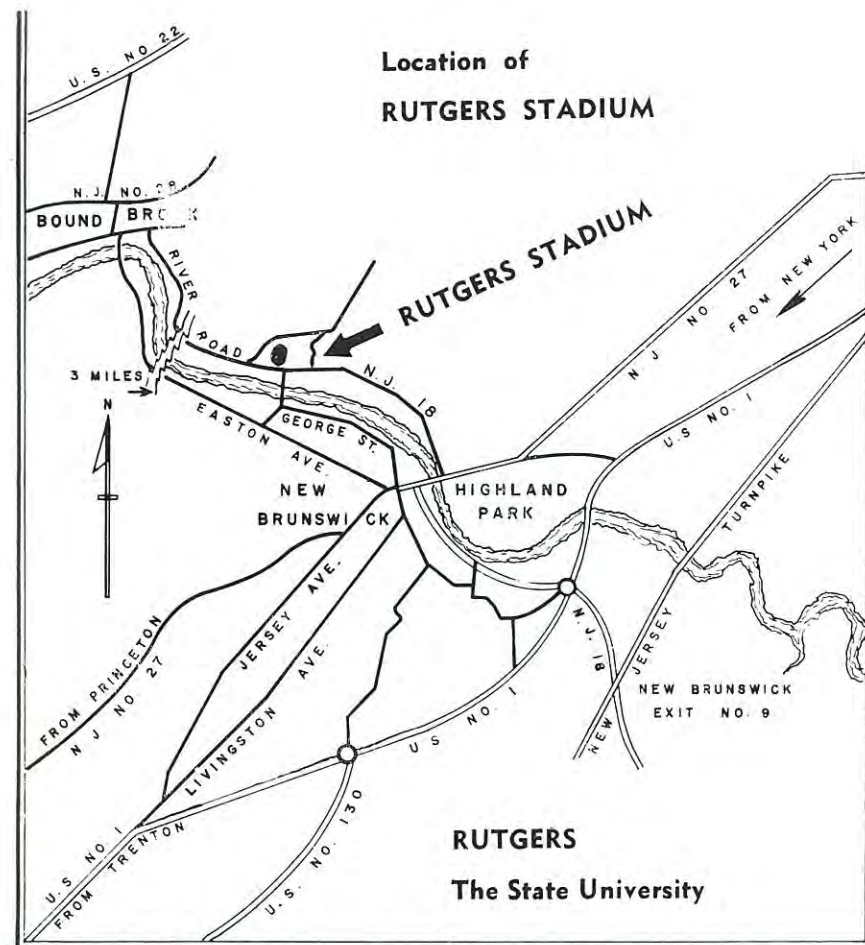 Location of
RUTGERS STADIUM
U. S. NO 22
N. J. NO. 28
BOUND BROOK
RIVER
ROAD
RUTGERS STADIUM
N. J. 18
N J NO. 27
FROM NEW YORK
3 MILES
N
EASTON AVE.
GEORGE ST.
U S NO. 1
TURNPIKE
NEW
BRUNSWICK
HIGHLAND
PARK
JERSEY AVE.
LIVINGSTON AVE.
FROM PRINCETON
N J NO. 27
N. J. 18
NEW JERSEY
NEW BRUNSWICK
EXIT NO. 9
US NO. 1
U. S. NO. 130
U. S NO. 1
FROM TRENTON
RUTGERS
The State University